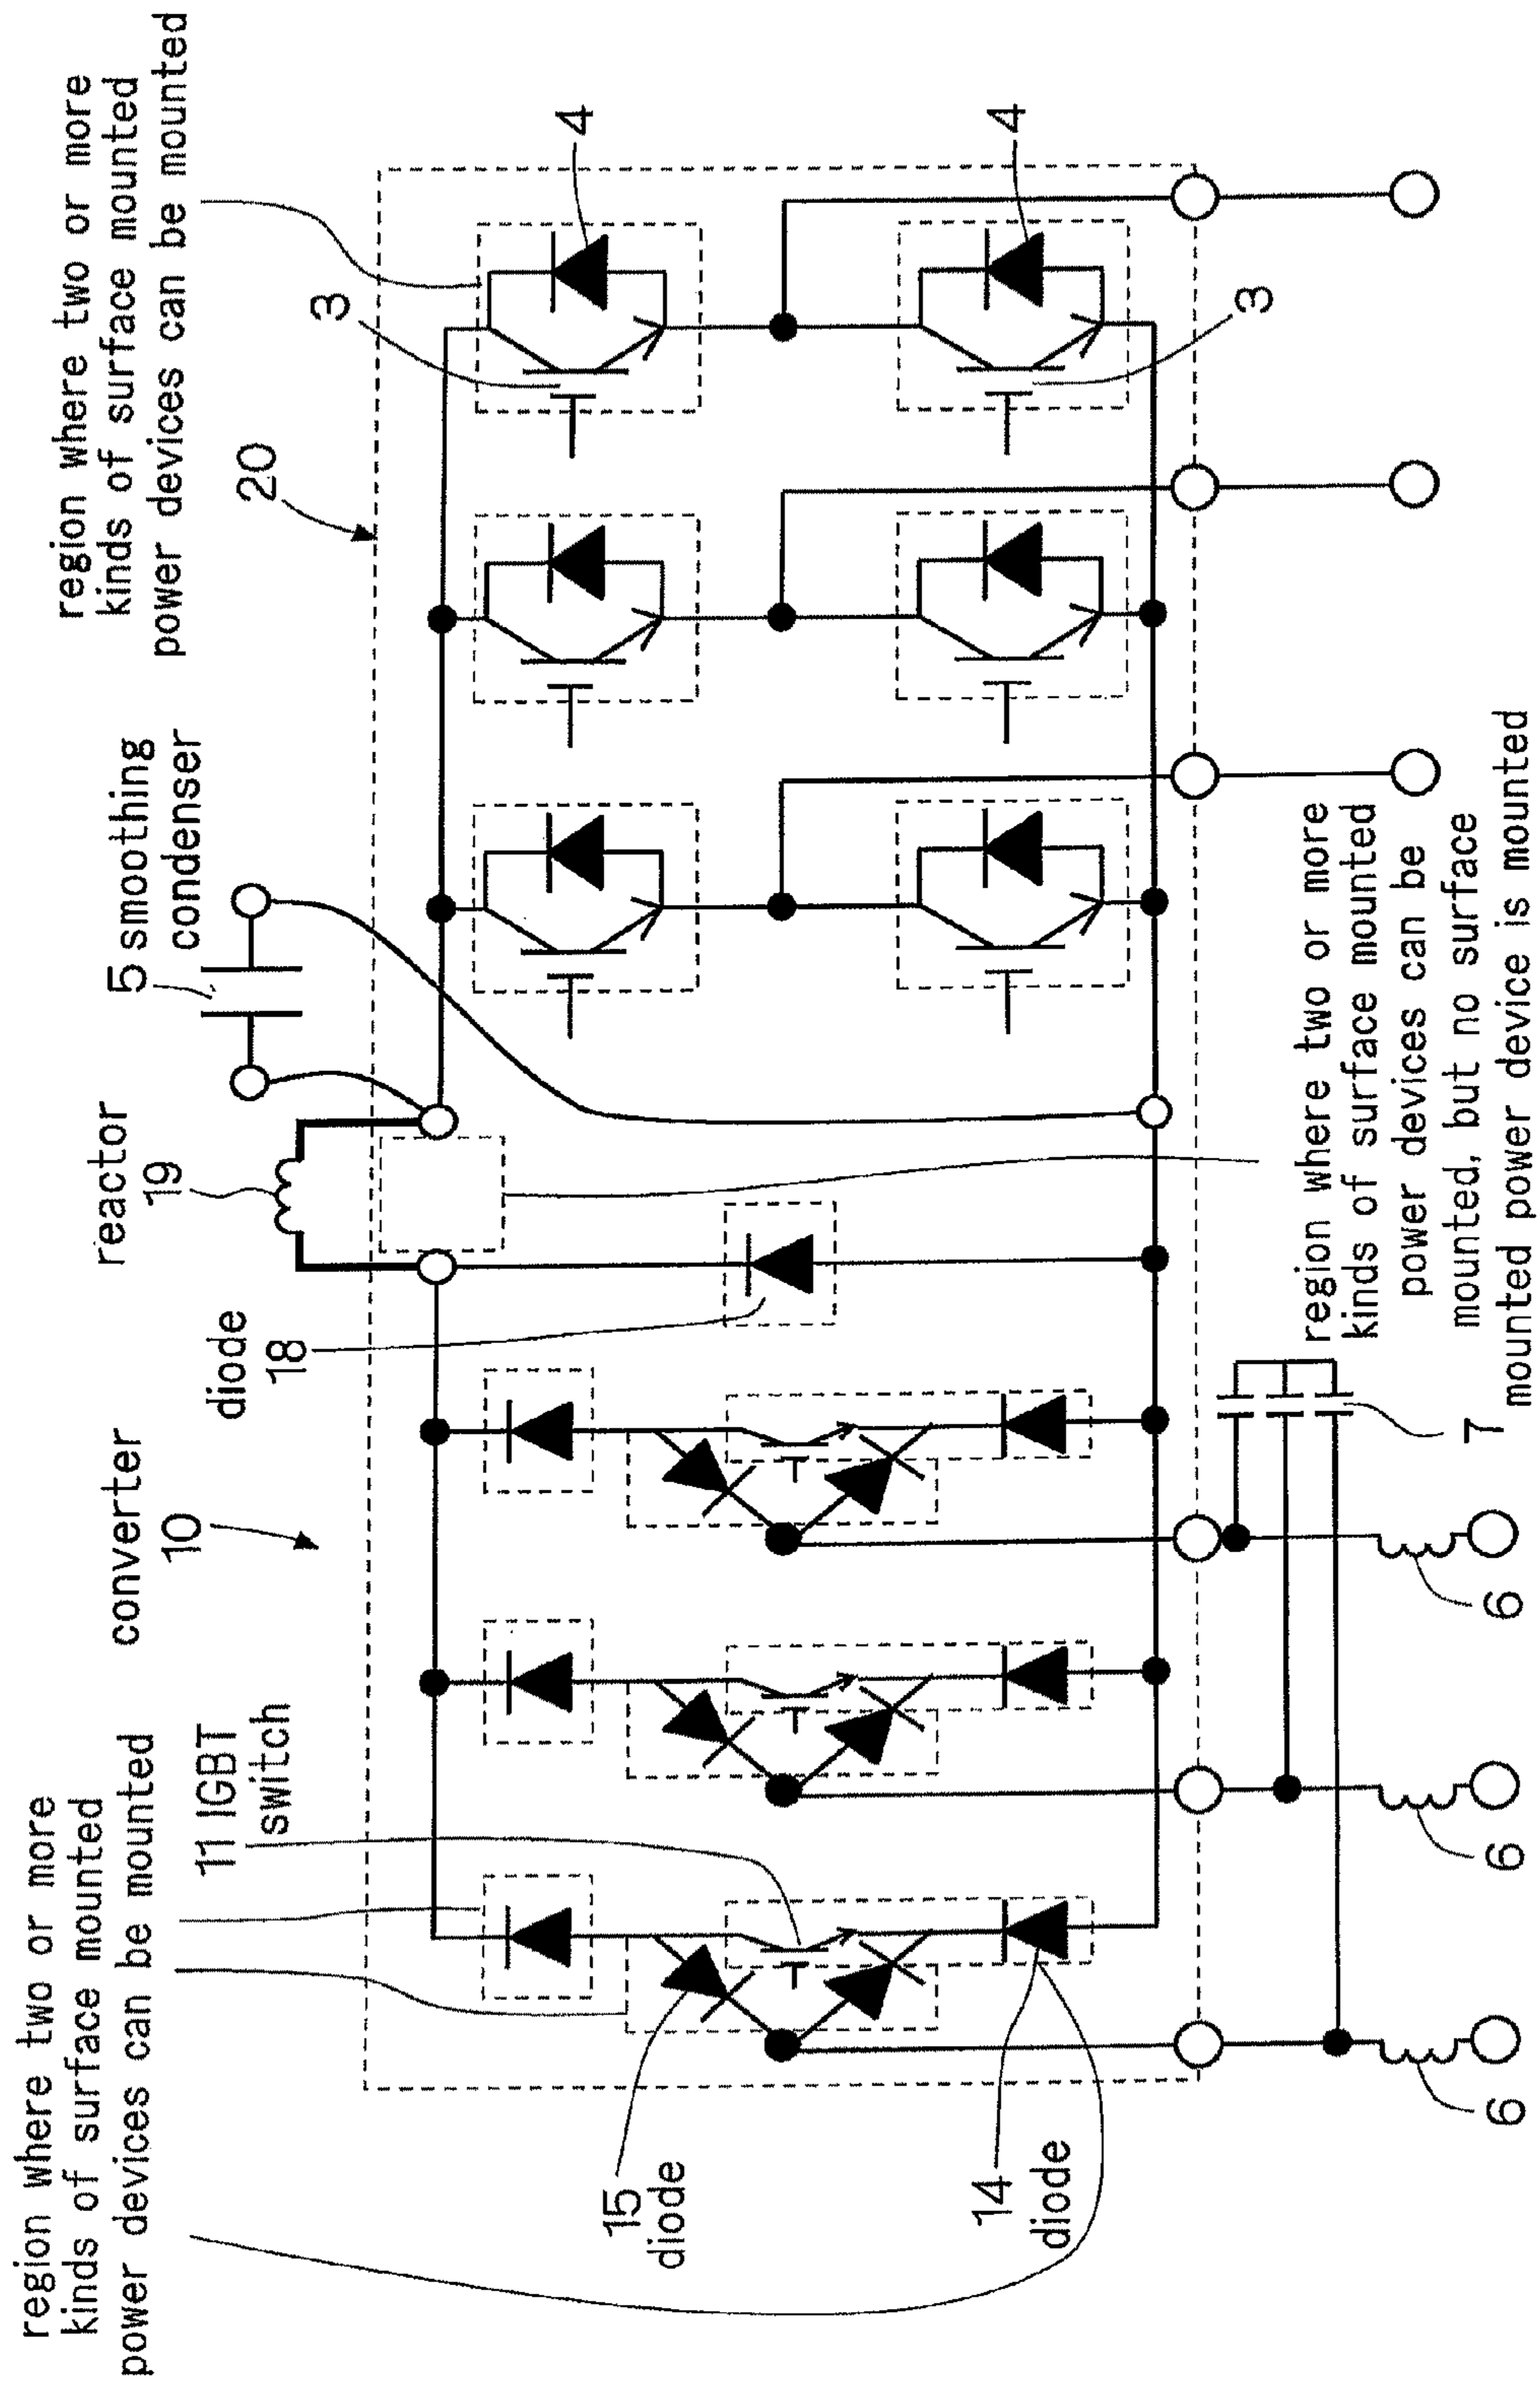 region where two or more
kinds of surface mounted
power devices can be mounted
converter
10
11 IGBT
switch
diode
18
reactor
19
5 smoothing
condenser
20
region where two or more
kinds of surface mounted
power devices can be mounted
3
4
4
3
15
diode
14
diode
6
6
6
7
region where two or more
kinds of surface mounted
power devices can be
mounted, but no surface
mounted power device is mounted